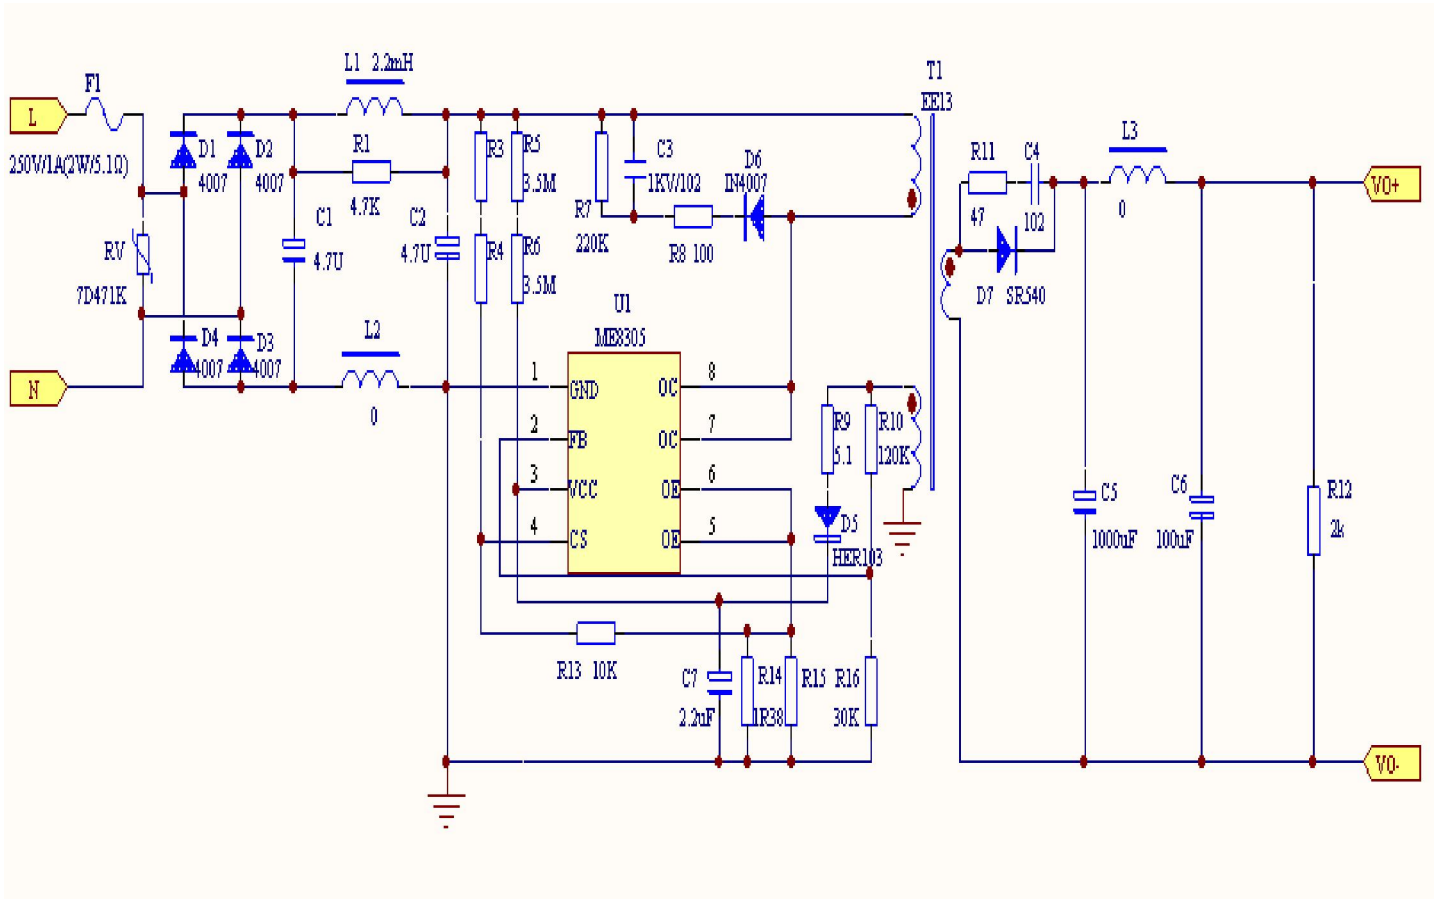 F1
L
250V/1A(2W/5.1Ω)
RV
7D471K
N
D1
4007
D2
4007
D4
4007
D3
4007
L1 2.2mH
R1
4.7K
C1
4.7U
C2
4.7U
L2
0
R3
R5
3.5M
R4
R6
3.5M
R7
220K
C3
1KV/102
R8 100
D6
IN4007
T1
EE13
U1
ME8305
1
GND
2
FB
3
VCC
4
CS
8
OC
7
OC
6
OE
5
OE
R9
5.1
R10
120K
D5
HER103
R13 10K
C7
2.2uF
R14
1R38
R15
R16
30K
R11
47
C4
102
D7 SR540
L3
0
C5
1000uF
C6
100uF
R12
2k
VO+
VO-